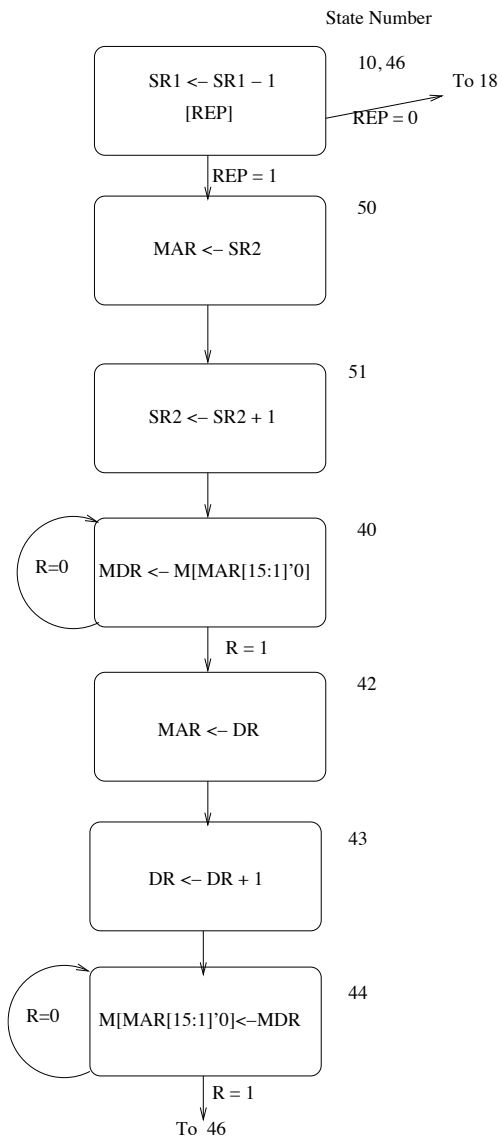 State Number
SR1 <– SR1 – 1
[REP]
10, 46
To 18
REP = 0
REP = 1
50
MAR <– SR2
51
SR2 <– SR2 + 1
40
R=0
MDR <– M[MAR[15:1]'0]
R = 1
42
MAR <– DR
43
DR <– DR + 1
44
R=0
M[MAR[15:1]'0]<–MDR
R = 1
To 46